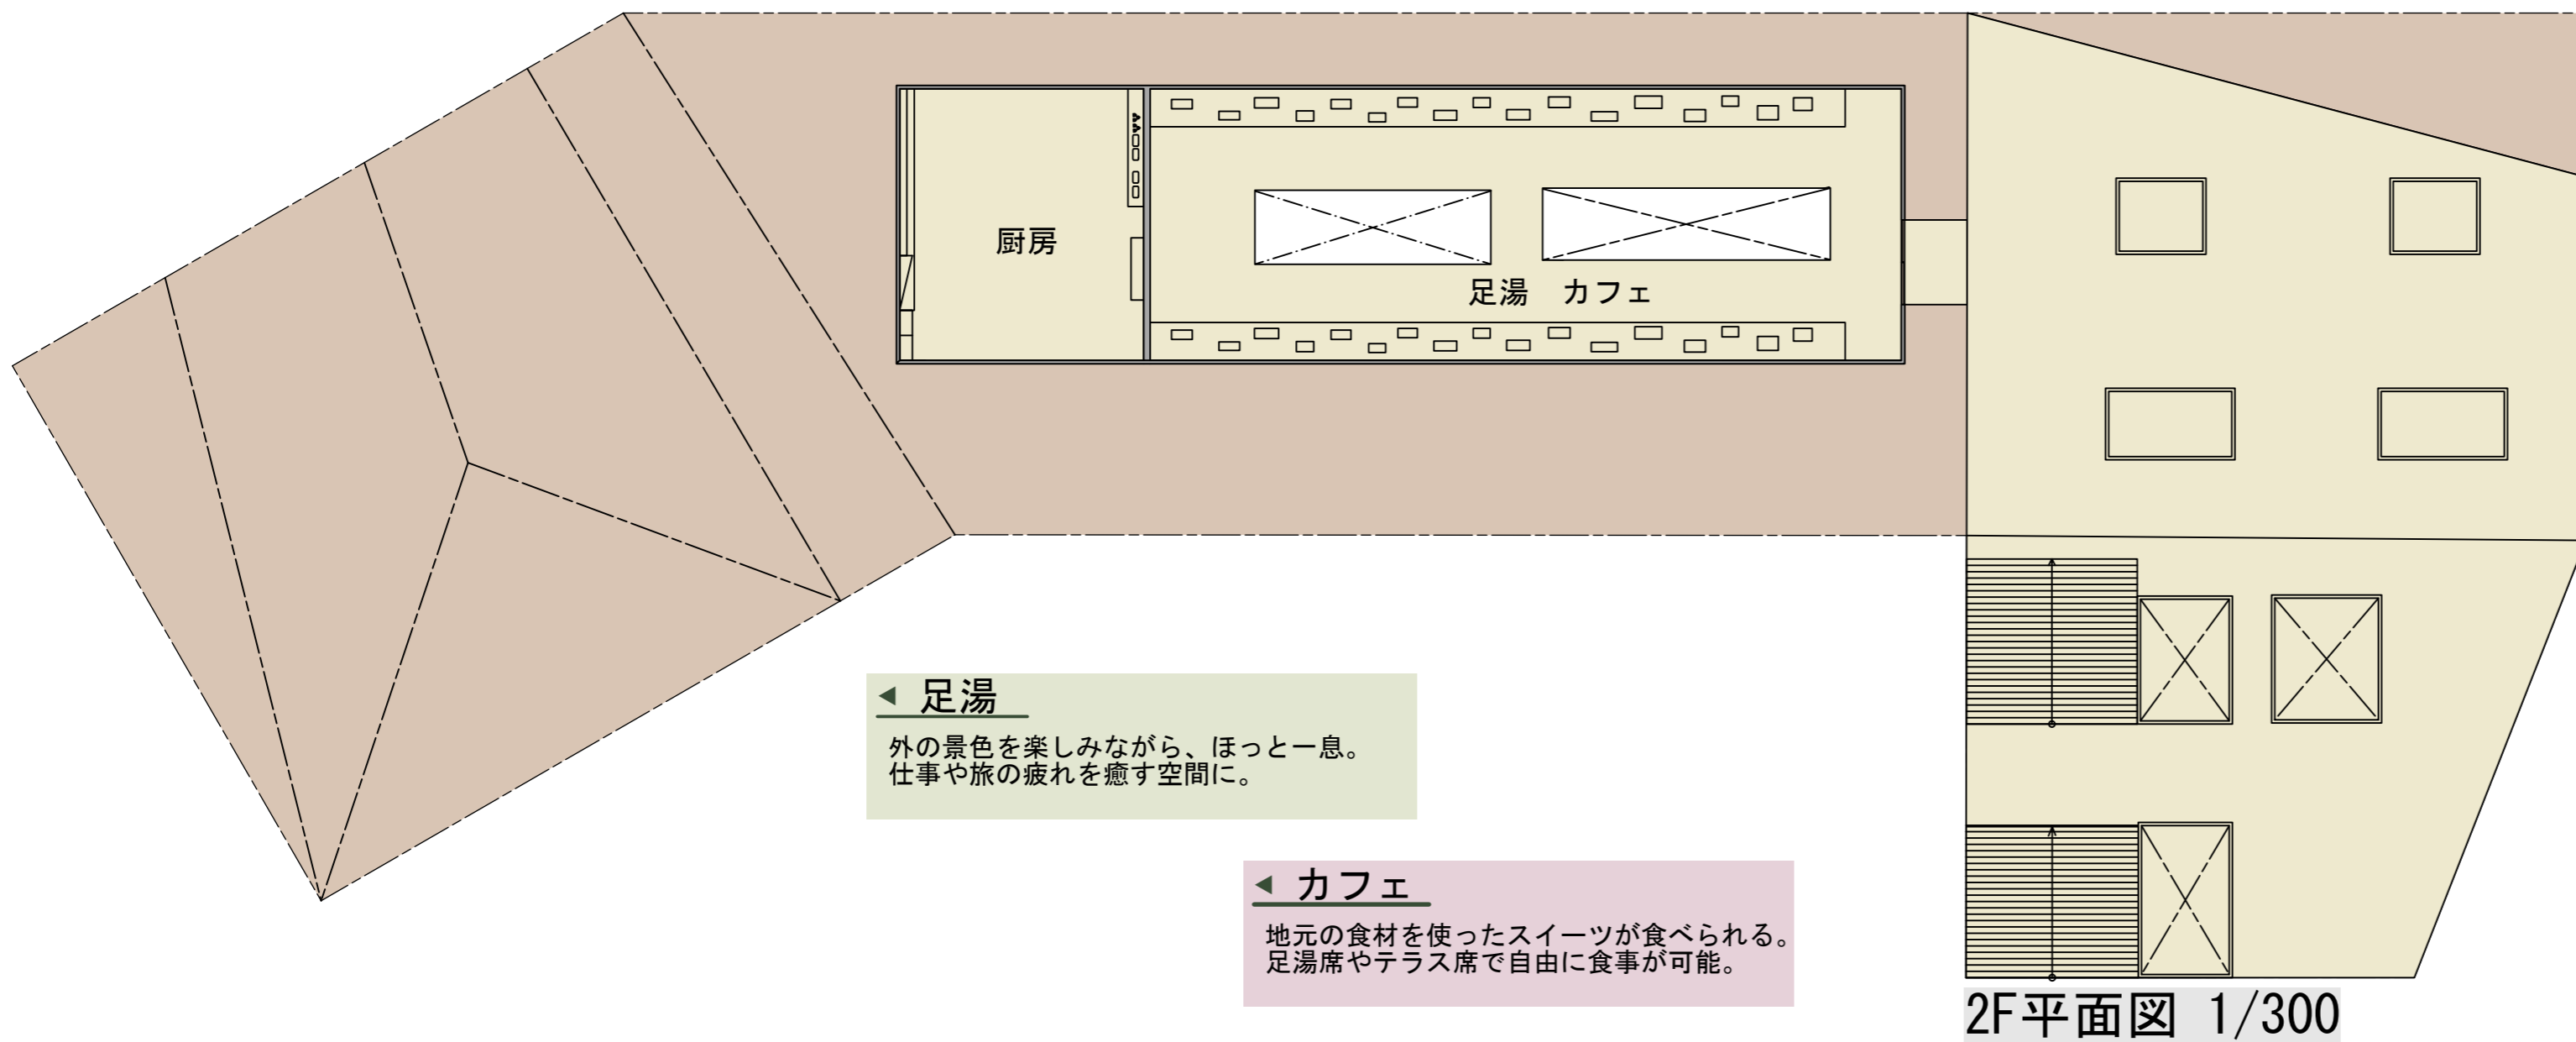 厨房
足湯　カフェ
足湯
外の景色を楽しみながら、ほっと一息。
仕事や旅の疲れを癒す空間に。
カフェ
地元の食材を使ったスイーツが食べられる。
足湯席やテラス席で自由に食事が可能。
2F平面図 1/300